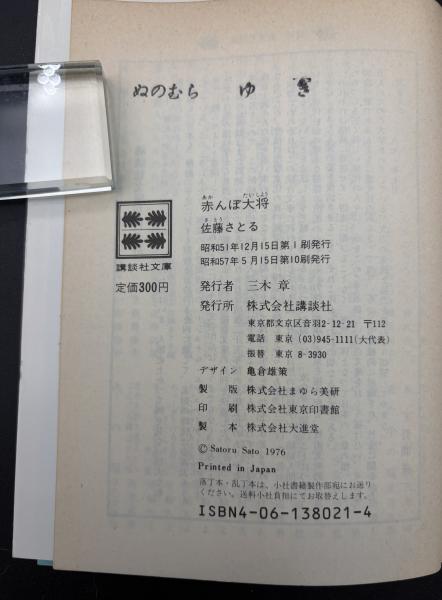 ぬのむら ゆき
あか たいしょう
赤んぼ大将
さとう
佐藤さとる
昭和51年12月15日第1刷発行
昭和57年5月15日第10刷発行
講談社文庫
定価300円
発行者 三木 章
発行所 株式会社講談社
東京都文京区音羽2-12-21 〒112
電話 東京(03)945-1111(大代表)
振替 東京8-3930
デザイン 亀倉雄策
製 版 株式会社まゆら美研
印 刷 株式会社東京印書館
製 本 株式会社大進堂
© Satoru Sato 1976
Printed in Japan
落丁本・乱丁本は、小社書籍製作部宛にお送り
ください。送料小社負担にてお取替えします。
ISBN4-06-138021-4